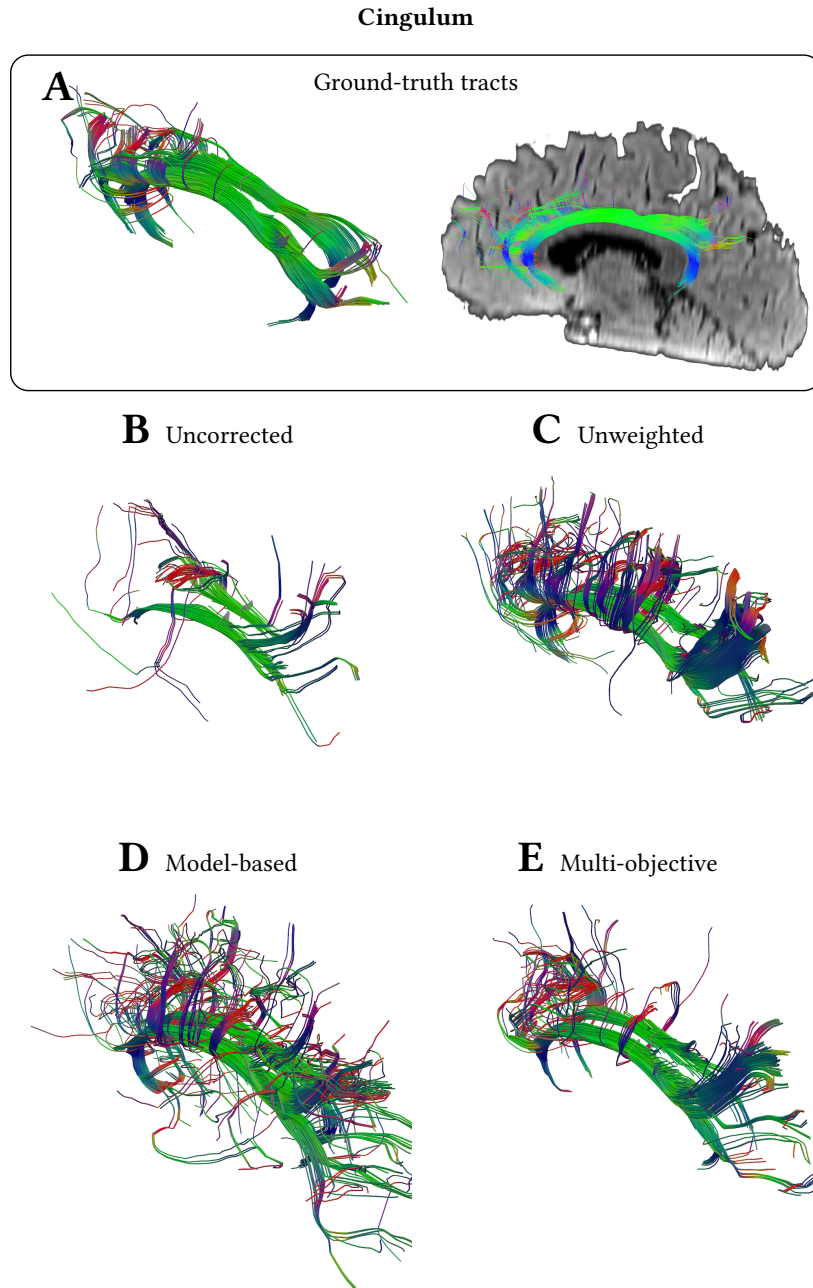 Cingulum
A Ground-truth tracts
B Uncorrected
C Unweighted
D Model-based
E Multi-objective